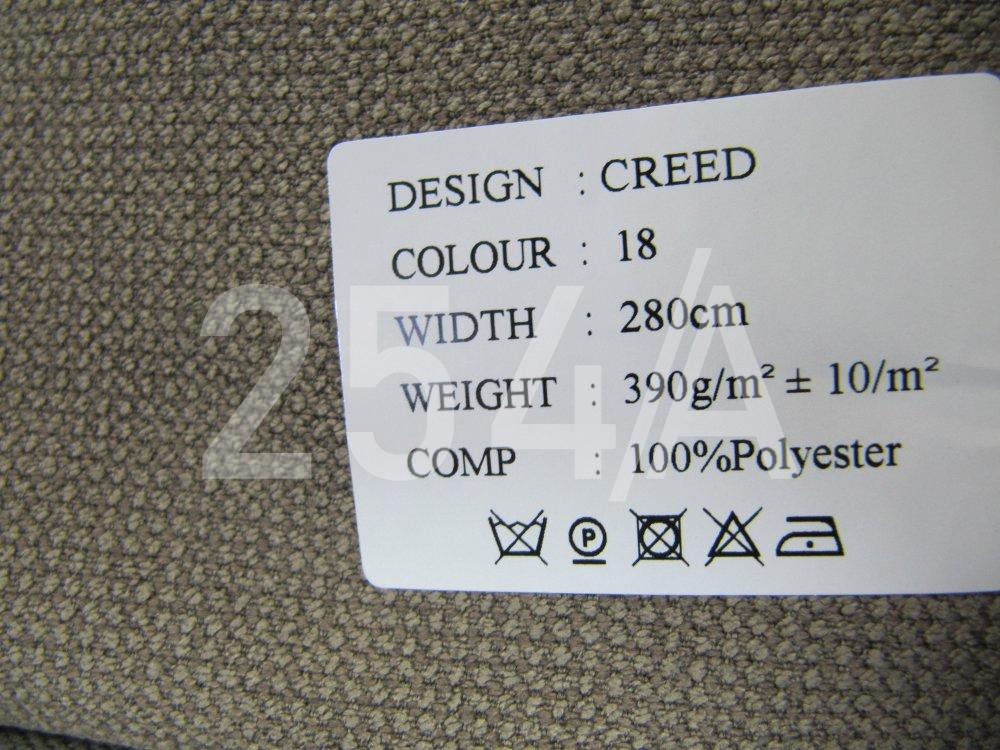 DESIGN : CREED
COLOUR : 18
WIDTH : 280cm
WEIGHT : 390g/m² ± 10/m²
COMP : 100%Polyester
P
254/A